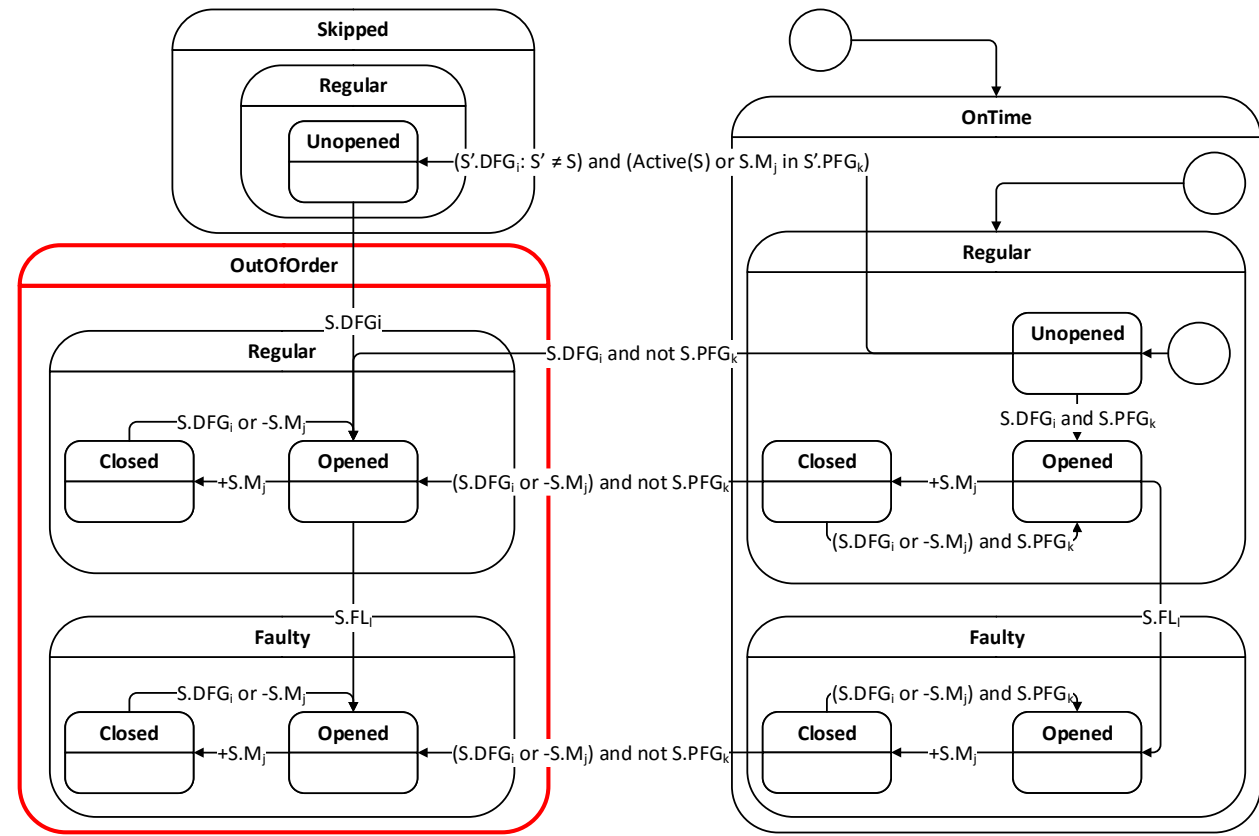 Skipped
Regular
OnTime
Unopened
(S'.DFGi: S' ≠ S) and (Active(S) or S.Mj in S'.PFGk)
OutOfOrder
Regular
S.DFGi
Unopened
Regular
S.DFGi and not S.PFGk
S.DFGi or -S.Mj
S.DFGi and S.PFGk
Closed
Opened
Closed
Opened
+S.Mj
(S.DFGi or -S.Mj) and not S.PFGk
+S.Mj
(S.DFGi or -S.Mj) and S.PFGk
S.FLl
S.FLl
Faulty
Faulty
S.DFGi or -S.Mj
(S.DFGi or -S.Mj) and S.PFGk
Closed
Opened
Closed
Opened
+S.Mj
(S.DFGi or -S.Mj) and not S.PFGk
+S.Mj